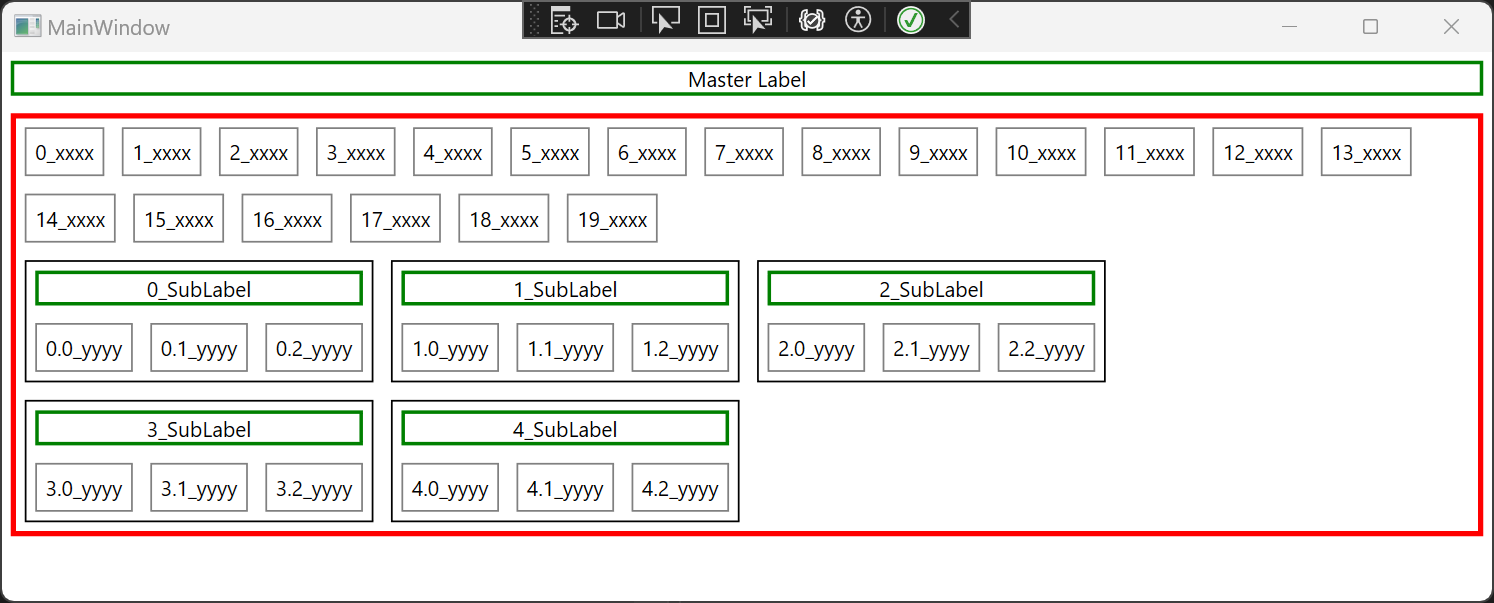 MainWindow
Master Label
0_xxxx 1_xxxx 2_xxxx 3_xxxx 4_xxxx 5_xxxx 6_xxxx 7_xxxx 8_xxxx 9_xxxx 10_xxxx 11_xxxx 12_xxxx 13_xxxx
14_xxxx 15_xxxx 16_xxxx 17_xxxx 18_xxxx 19_xxxx
0_SubLabel 1_SubLabel 2_SubLabel
0.0_yyyy 0.1_yyyy 0.2_yyyy 1.0_yyyy 1.1_yyyy 1.2_yyyy 2.0_yyyy 2.1_yyyy 2.2_yyyy
3_SubLabel 4_SubLabel
3.0_yyyy 3.1_yyyy 3.2_yyyy 4.0_yyyy 4.1_yyyy 4.2_yyyy